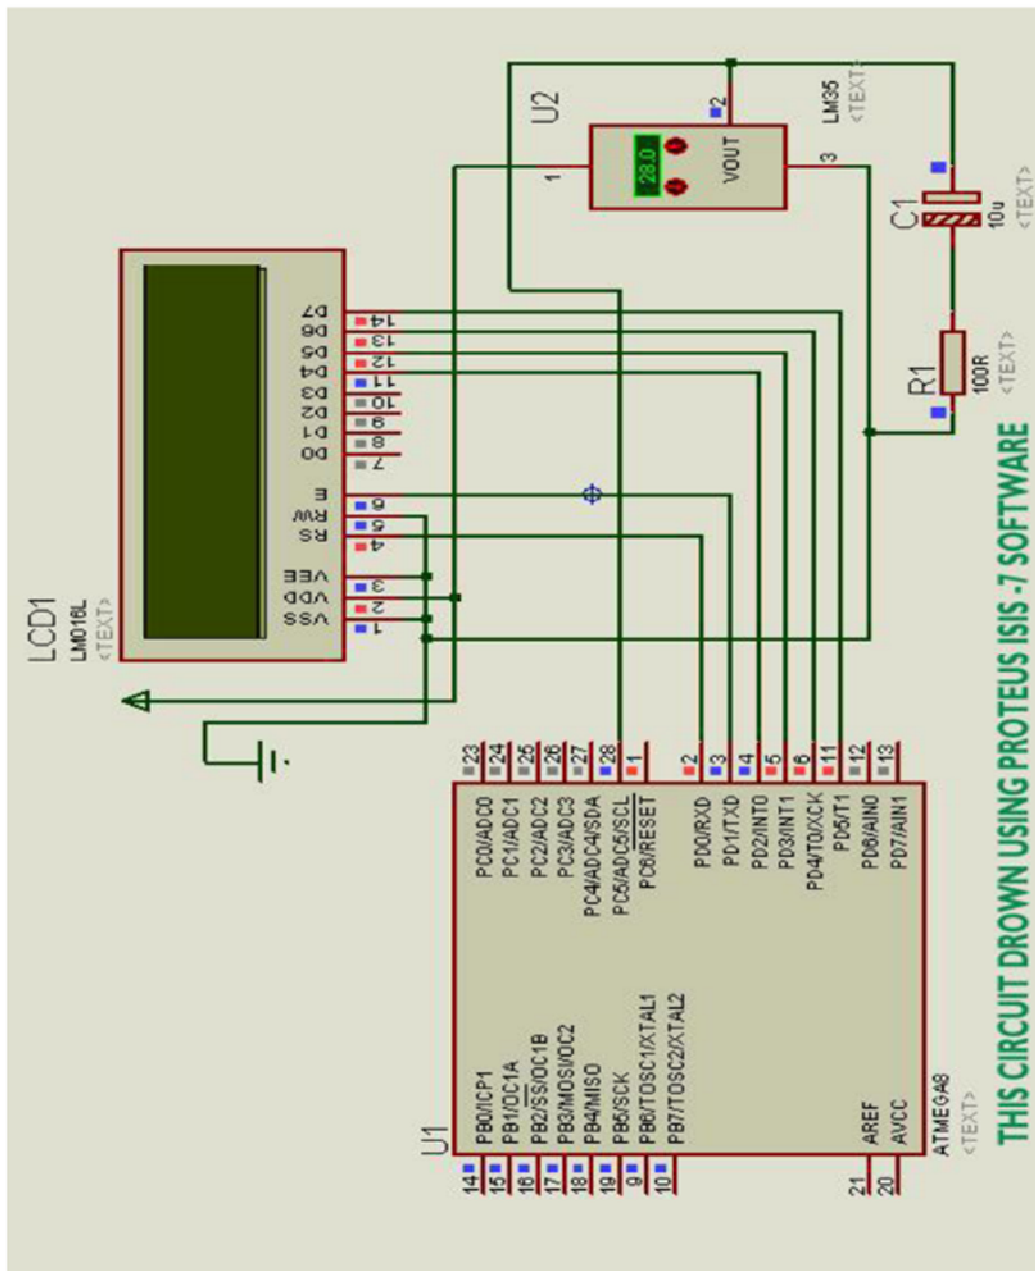 LCD1
LM016L
<TEXT>
VSS
VDD
VEE
RS
RW
E
D0
D1
D2
D3
D4
D5
D6
D7
1
2
3
4
5
6
7
8
9
10
11
12
13
14
U2
1
28.0
VOUT
2
3
LM35
<TEXT>
C1
10u
<TEXT>
R1
100R
<TEXT>
U1
14 PB0/ICP1
15 PB1/OC1A
16 PB2/SS/OC1B
17 PB3/MOSI/OC2
18 PB4/MISO
19 PB5/SCK
9 PB6/TOSC1/XTAL1
10 PB7/TOSC2/XTAL2
21 AREF
20 AVCC
PC0/ADC0 23
PC1/ADC1 24
PC2/ADC2 25
PC3/ADC3 26
PC4/ADC4/SDA 27
PC5/ADC5/SCL 28
PC6/RESET 1
PD0/RXD 2
PD1/TXD 3
PD2/INT0 4
PD3/INT1 5
PD4/T0/XCK 6
PD5/T1 11
PD6/AIN0 12
PD7/AIN1 13
ATMEGA8
<TEXT>
THIS CIRCUIT DROWN USING PROTEUS ISIS -7 SOFTWARE